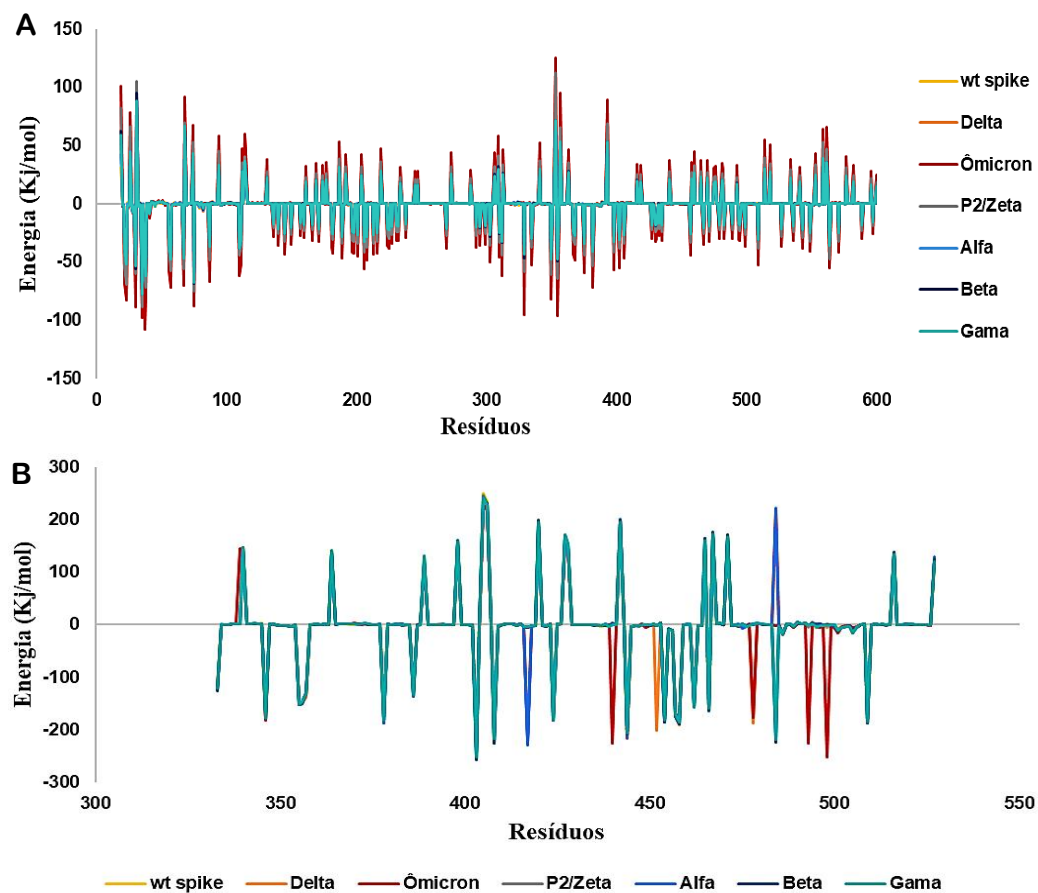 A
150
100
50
0
-50
-100
-150
Energia (Kj/mol)
0 100 200 300 400 500 600
Resíduos
wt spike
Delta
Ômicron
P2/Zeta
Alfa
Beta
Gama
B
300
200
100
0
-100
-200
-300
Energia (Kj/mol)
300 350 400 450 500 550
Resíduos
wt spike Delta Ômicron P2/Zeta Alfa Beta Gama